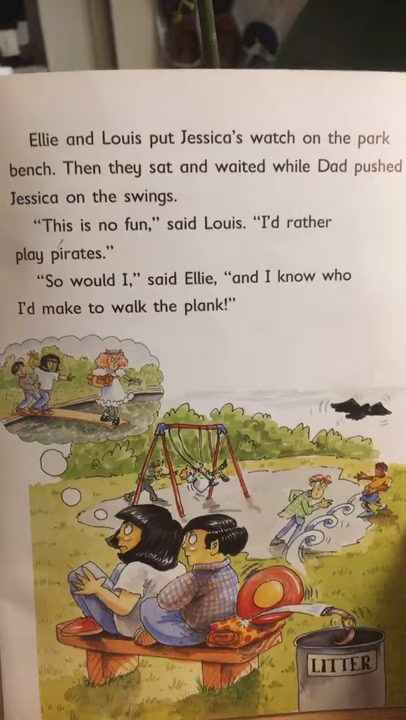 Ellie and Louis put Jessica's watch on the park
bench. Then they sat and waited while Dad pushed
Jessica on the swings.
"This is no fun," said Louis. "I'd rather
play pirates."
"So would I," said Ellie, "and I know who
I'd make to walk the plank!"
LITTER